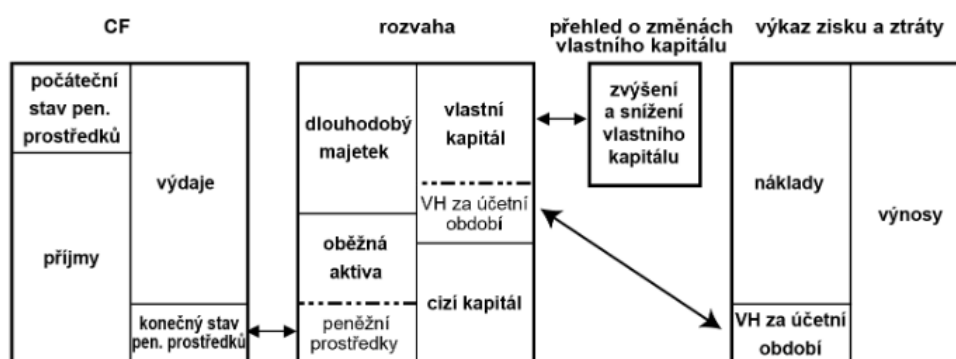 CF
počáteční
stav pen.
prostředků
příjmy
výdaje
konečný stav
pen. prostředků
rozvaha
dlouhodobý
majetek
oběžná
aktiva
peněžní
prostředky
vlastní
kapitál
VH za účetní
období
cizí kapitál
přehled o změnách
vlastního kapitálu
zvýšení
a snížení
vlastního
kapitálu
výkaz zisku a ztráty
náklady
VH za účetní
období
výnosy